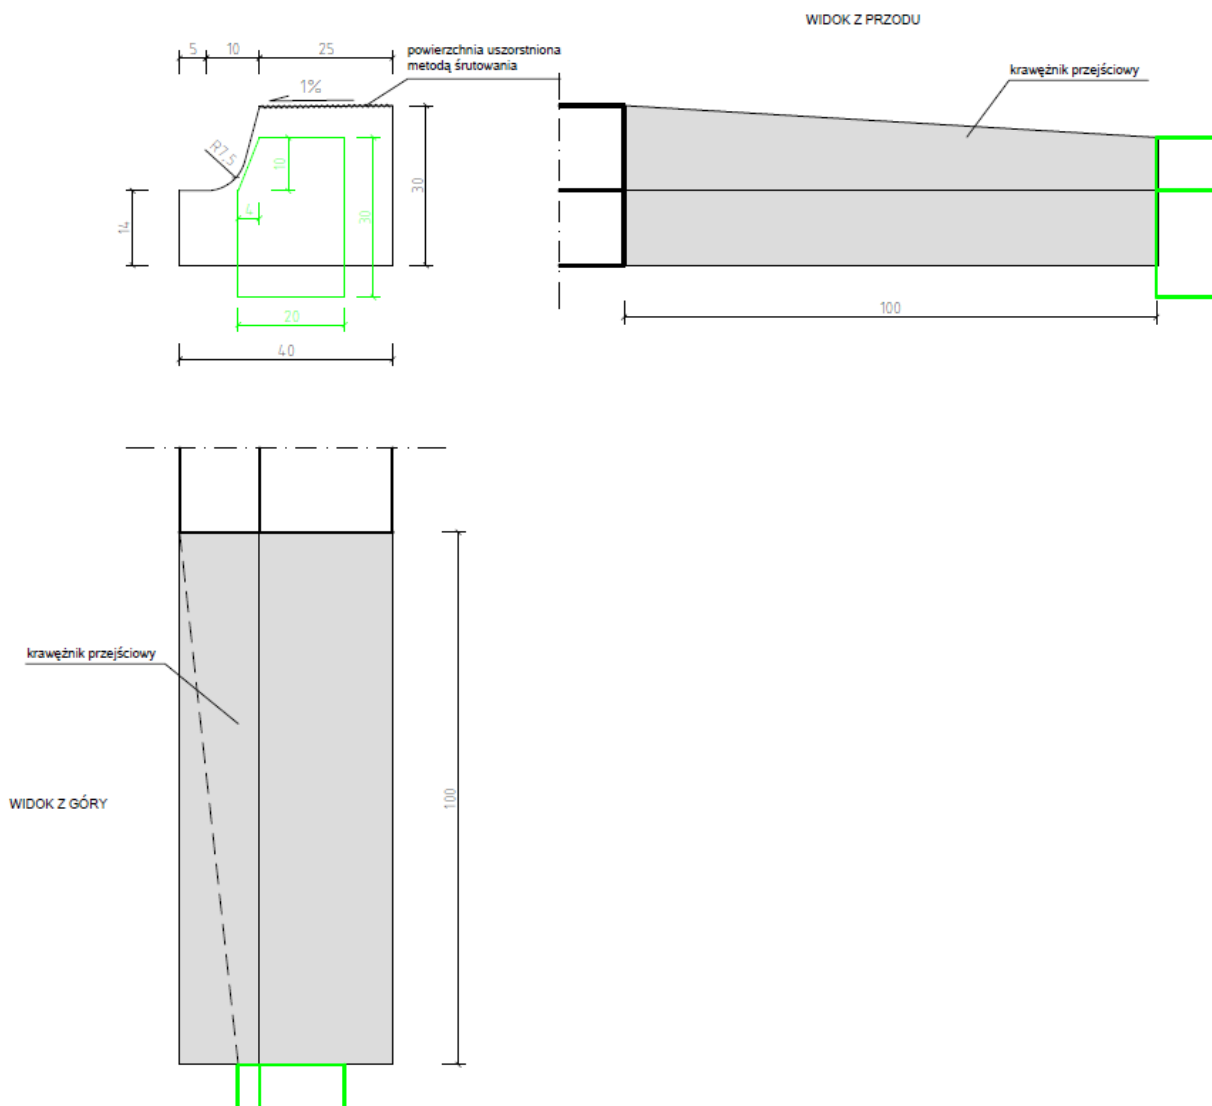 WIDOK Z PRZODU
5 10 25
powierzchnia uszorstniona
metodą śrutowania
krawężnik przejściowy
1%
R7,5
10
30
14
4
30
100
20
40
krawężnik przejściowy
100
WIDOK Z GÓRY